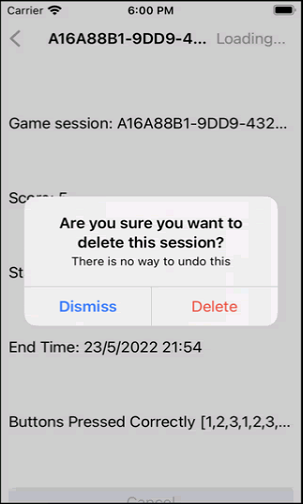 Carrier 6:00 PM
A16A88B1-9DD9-4... Loading...
Game session: A16A88B1-9DD9-432...
Score: 5
Are you sure you want to
delete this session?
There is no way to undo this
St
Dismiss Delete
End Time: 23/5/2022 21:54
Buttons Pressed Correctly [1,2,3,1,2,3,...
Cancel